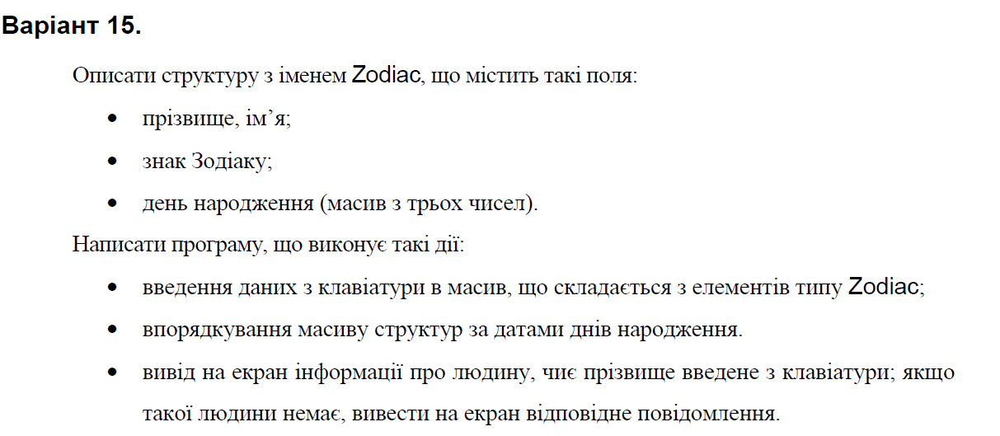 Варіант 15.
Описати структуру з іменем Zodiac, що містить такі поля:
• прізвище, ім’я;
• знак Зодіаку;
• день народження (масив з трьох чисел).
Написати програму, що виконує такі дії:
• введення даних з клавіатури в масив, що складається з елементів типу Zodiac;
• впорядкування масиву структур за датами днів народження.
• вивід на екран інформації про людину, чиє прізвище введене з клавіатури; якщо
такої людини немає, вивести на екран відповідне повідомлення.